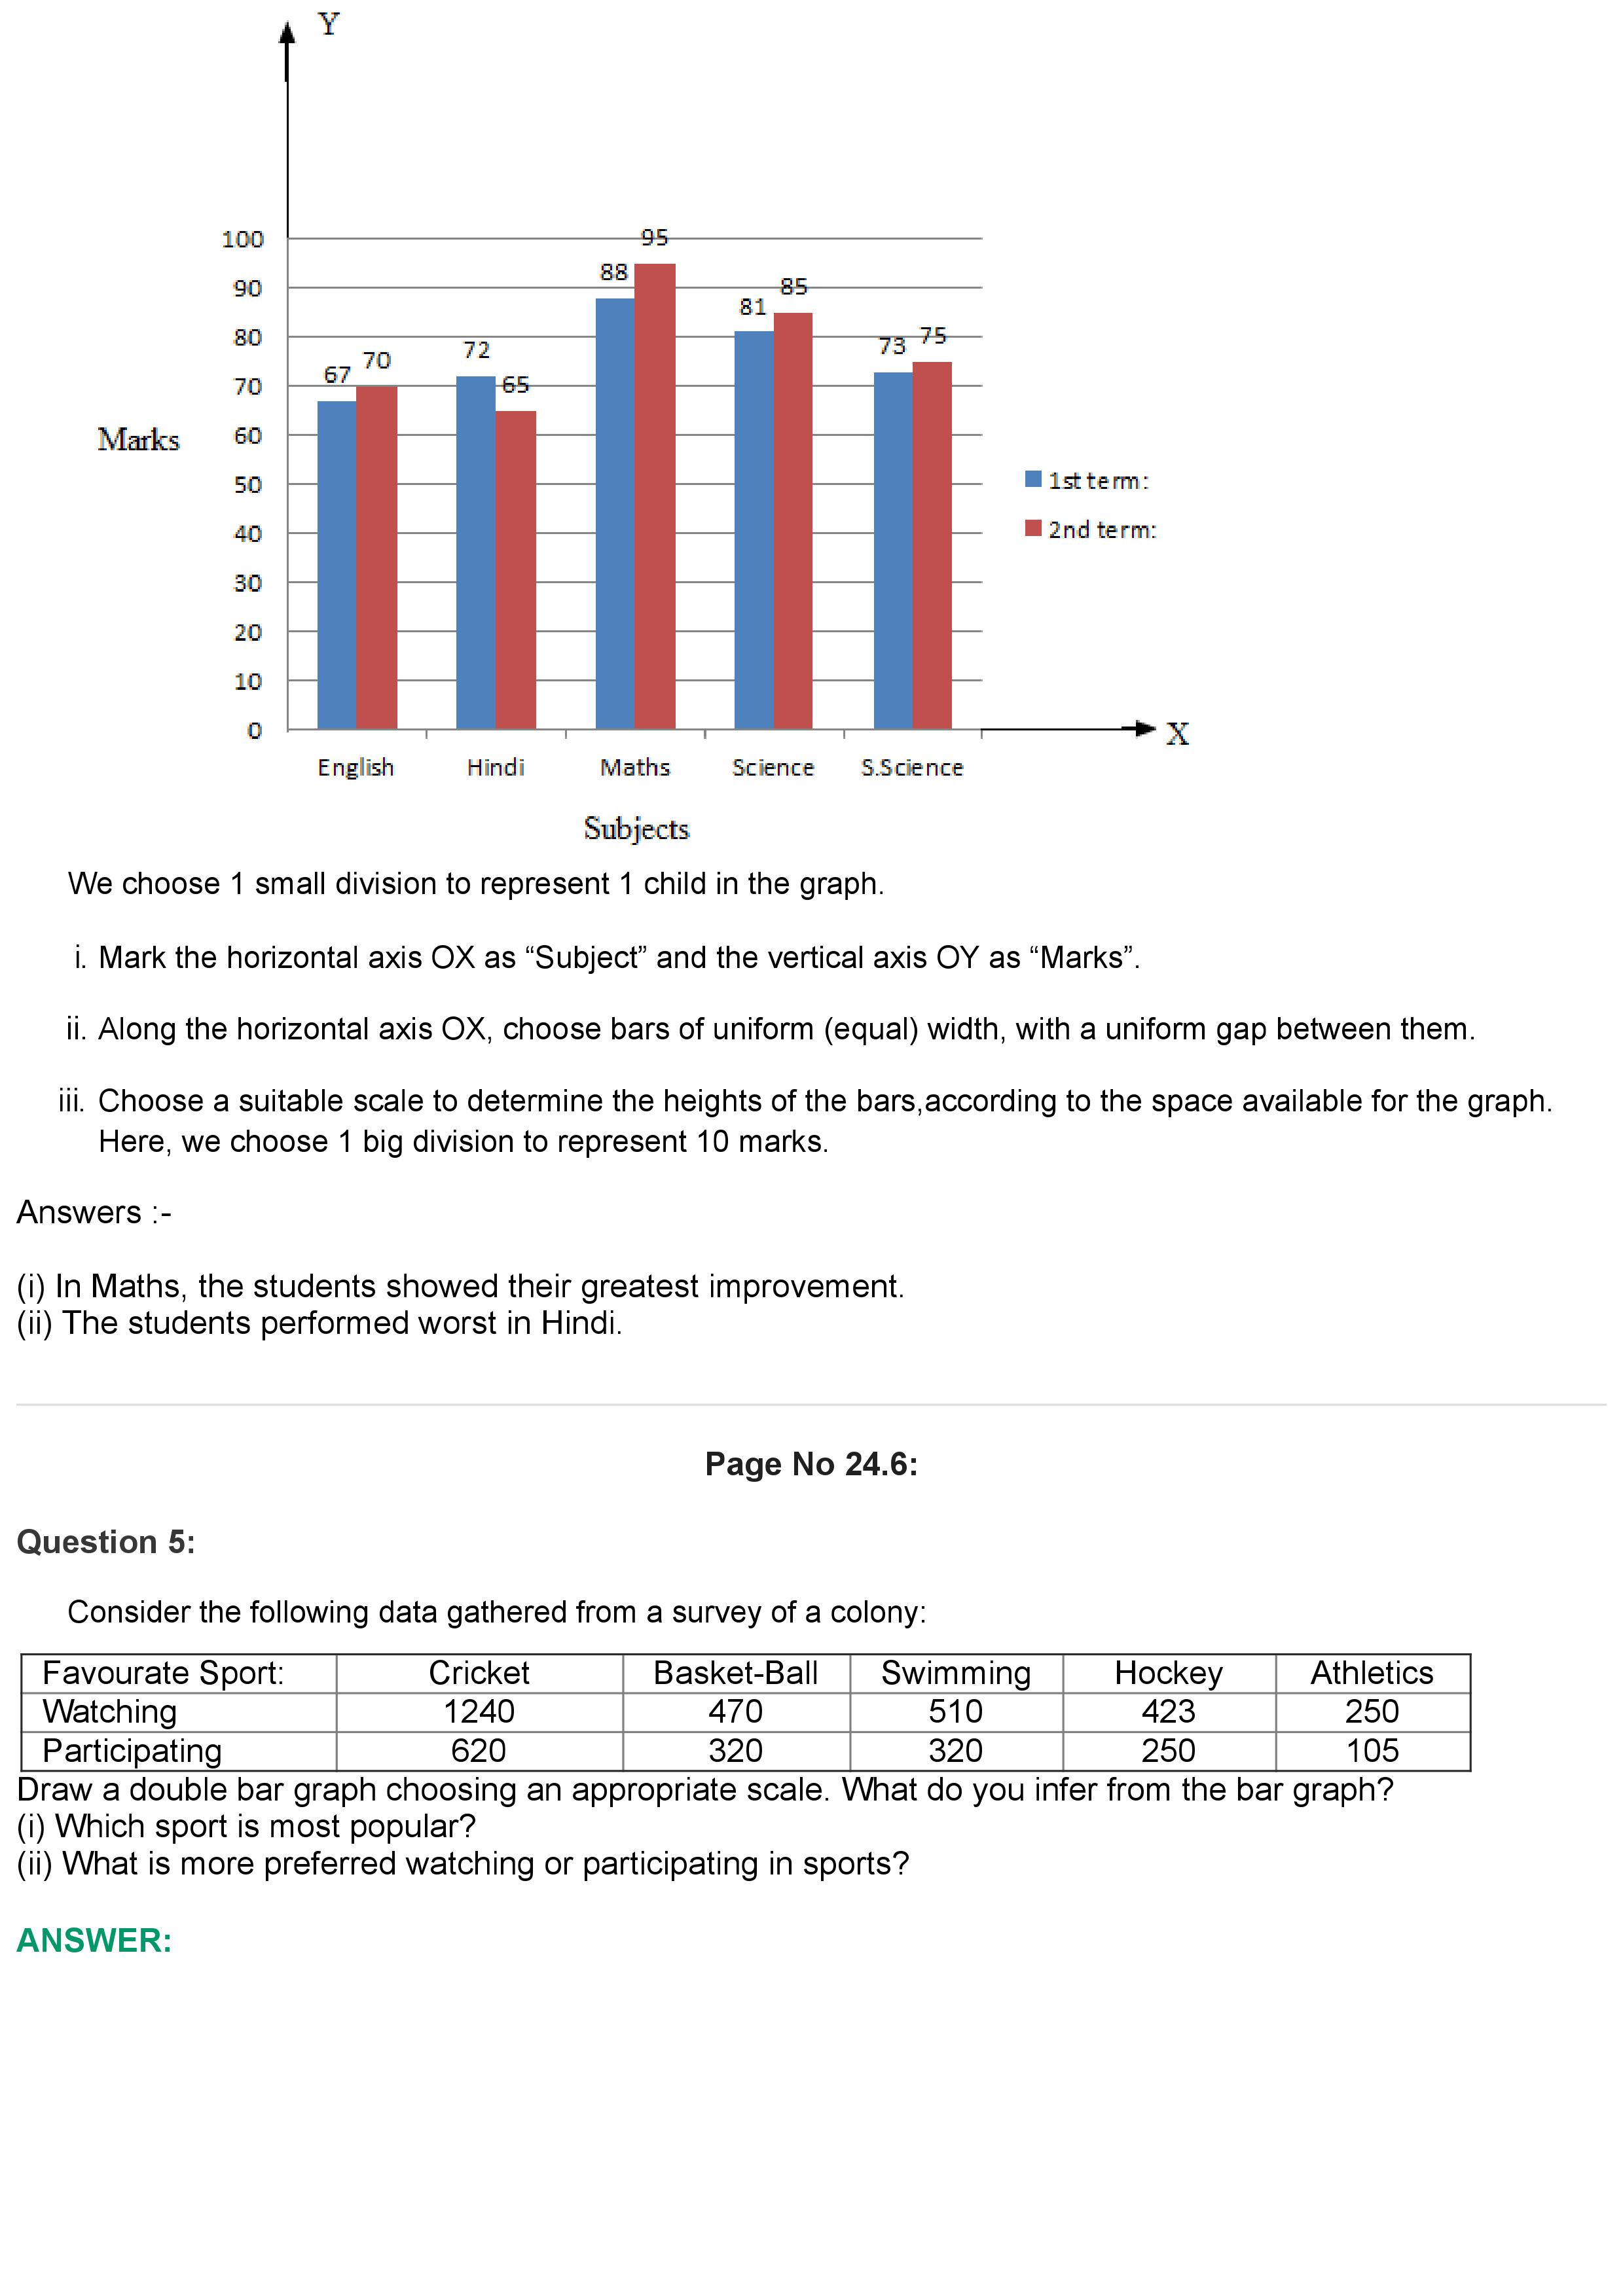 Y
100
95
88
90
85
81
80
75
73
72
70
67
70
65
Marks
60
50
1st term:
40
2nd term:
30
20
10
0
X
English Hindi Maths Science S.Science
Subjects
We choose 1 small division to represent 1 child in the graph.
i. Mark the horizontal axis OX as “Subject” and the vertical axis OY as “Marks”.
ii. Along the horizontal axis OX, choose bars of uniform (equal) width, with a uniform gap between them.
iii. Choose a suitable scale to determine the heights of the bars,according to the space available for the graph.
Here, we choose 1 big division to represent 10 marks.
Answers :-
(i) In Maths, the students showed their greatest improvement.
(ii) The students performed worst in Hindi.
Page No 24.6:
Question 5:
Consider the following data gathered from a survey of a colony:
Favourate Sport: Cricket Basket-Ball Swimming Hockey Athletics
Watching 1240 470 510 423 250
Participating 620 320 320 250 105
Draw a double bar graph choosing an appropriate scale. What do you infer from the bar graph?
(i) Which sport is most popular?
(ii) What is more preferred watching or participating in sports?
ANSWER: